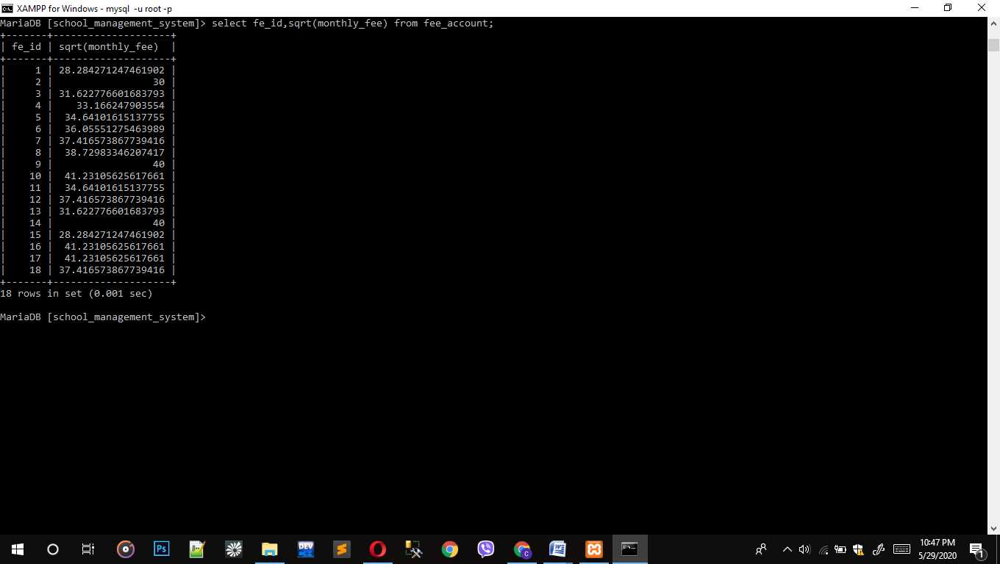 XAMPP for Windows - mysql  -u root -p
MariaDB [school_management_system]> select fe_id,sqrt(monthly_fee) from fee_account;
+-------+--------------------+
| fe_id | sqrt(monthly_fee)  |
+-------+--------------------+
|     1 | 28.284271247461902 |
|     2 |                 30 |
|     3 | 31.622776601683793 |
|     4 |    33.166247903554 |
|     5 |  34.64101615137755 |
|     6 |  36.05551275463989 |
|     7 | 37.416573867739416 |
|     8 |  38.72983346207417 |
|     9 |                 40 |
|    10 |  41.23105625617661 |
|    11 |  34.64101615137755 |
|    12 | 37.416573867739416 |
|    13 | 31.622776601683793 |
|    14 |                 40 |
|    15 | 28.284271247461902 |
|    16 |  41.23105625617661 |
|    17 |  41.23105625617661 |
|    18 | 37.416573867739416 |
+-------+--------------------+
18 rows in set (0.001 sec)
MariaDB [school_management_system]>
Ps
DEV
C
10:47 PM
5/29/2020
1